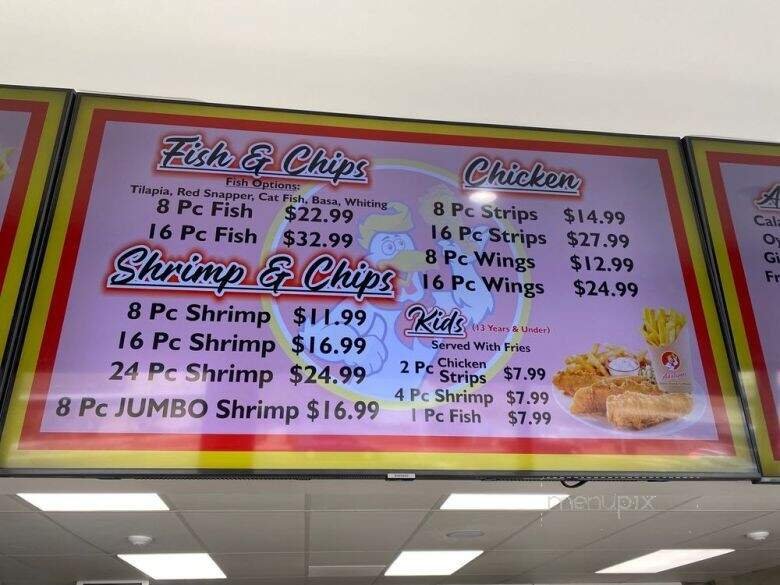 Fish & Chips
Fish Options:
Tilapia, Red Snapper, Cat Fish, Basa, Whiting
8 Pc Fish $22.99
16 Pc Fish $32.99
Shrimp & Chips
8 Pc Shrimp $11.99
16 Pc Shrimp $16.99
24 Pc Shrimp $24.99
8 Pc JUMBO Shrimp $16.99
Chicken
8 Pc Strips $14.99
16 Pc Strips $27.99
8 Pc Wings $12.99
16 Pc Wings $24.99
Kids (13 Years & Under)
Served With Fries
2 Pc Chicken Strips $7.99
4 Pc Shrimp $7.99
1 Pc Fish $7.99
menupix